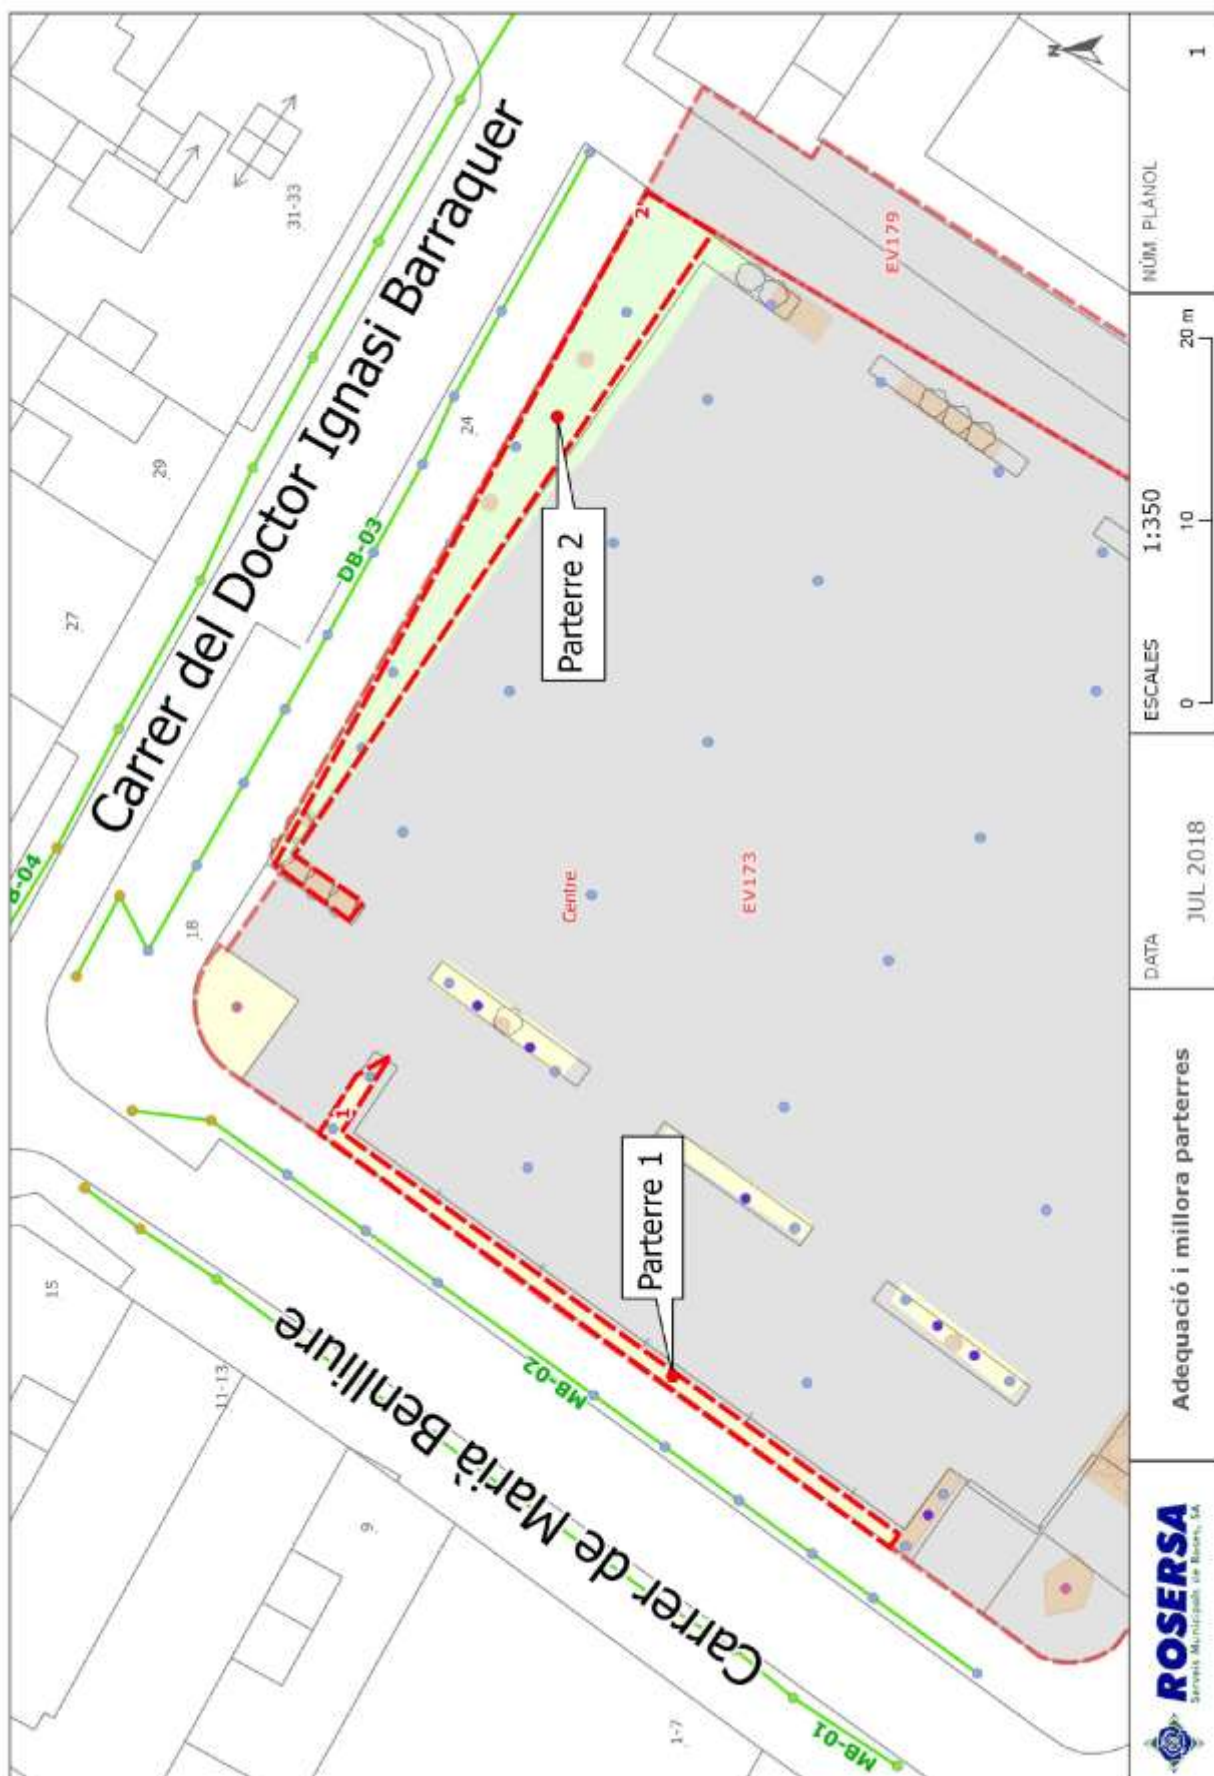 Carrer del Doctor Ignasi Barraquer
Carrer de Marià Benlliure
31-33
29
27
24
18
15
11-13
9
1-7
DB-03
MB-02
MB-01
2
1
Parterre 2
Parterre 1
Centre
EV173
EV179
N
ROSERSA
Serveis Municipals de Roses, SA
Adequació i millora parterres
DATA
JUL 2018
ESCALES
1:350
0
10
20 m
NÚM. PLÀNOL
1